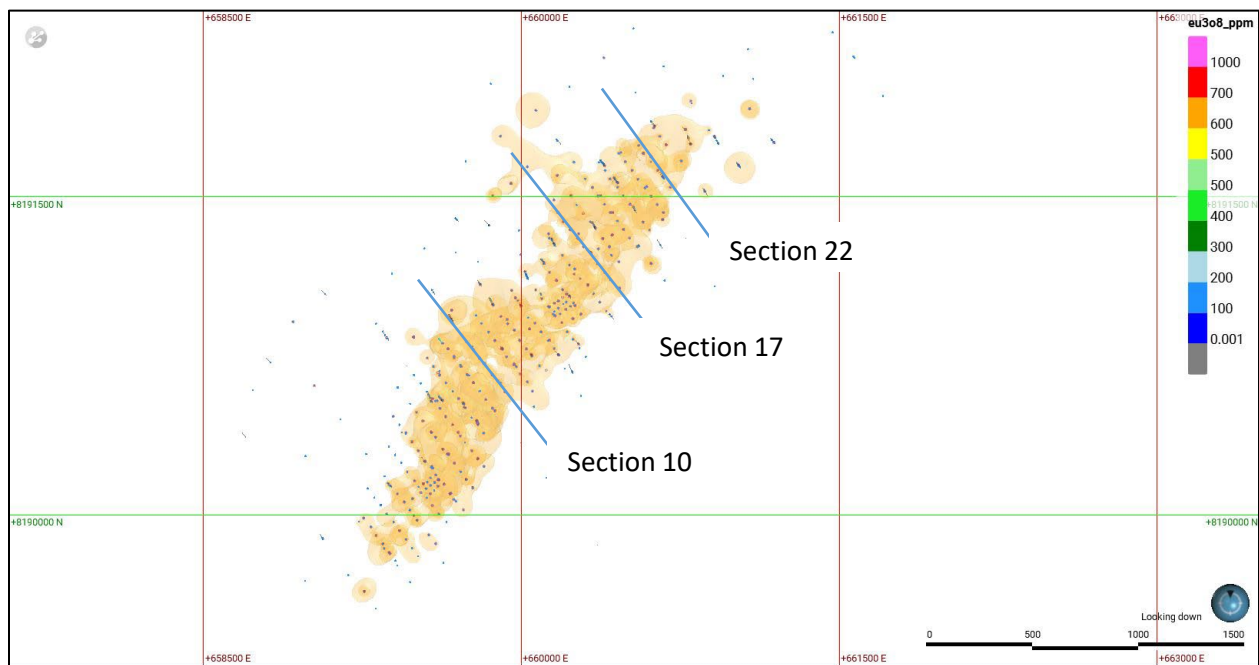 +658500 E
+660000 E
+661500 E
+663000 E
eu3o8_ppm
1000
700
600
500
500
400
300
200
100
0.001
+8191500 N
+8191500 N
Section 22
Section 17
Section 10
+8190000 N
+8190000 N
Looking down
0 500 1000 1500
+658500 E
+660000 E
+661500 E
+663000 E